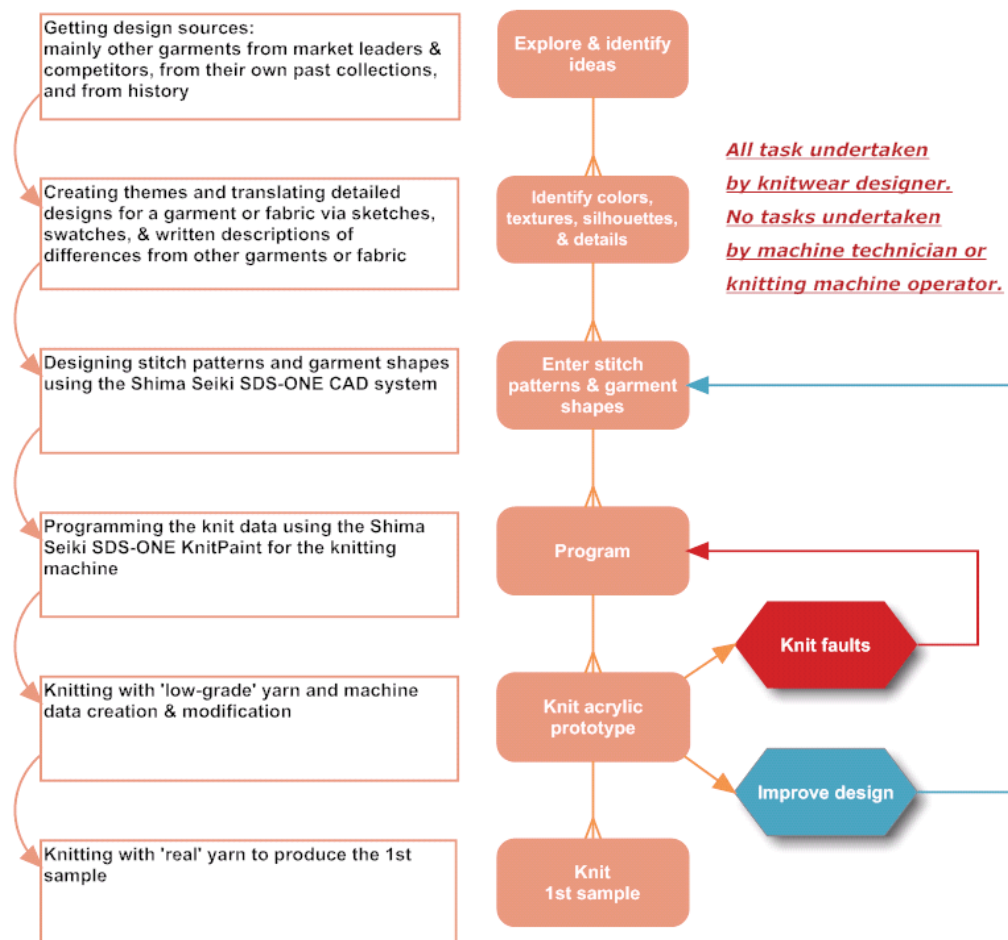 Getting design sources:
mainly other garments from market leaders &
competitors, from their own past collections,
and from history
Explore & identify
ideas
All task undertaken
by knitwear designer.
No tasks undertaken
by machine technician or
knitting machine operator.
Creating themes and translating detailed
designs for a garment or fabric via sketches,
swatches, & written descriptions of
differences from other garments or fabric
Identify colors,
textures, silhouettes,
& details
Designing stitch patterns and garment shapes
using the Shima Seiki SDS-ONE CAD system
Enter stitch
patterns & garment
shapes
Programming the knit data using the Shima
Seiki SDS-ONE KnitPaint for the knitting
machine
Program
Knit faults
Knitting with 'low-grade' yarn and machine
data creation & modification
Knit acrylic
prototype
Improve design
Knitting with 'real' yarn to produce the 1st
sample
Knit
1st sample